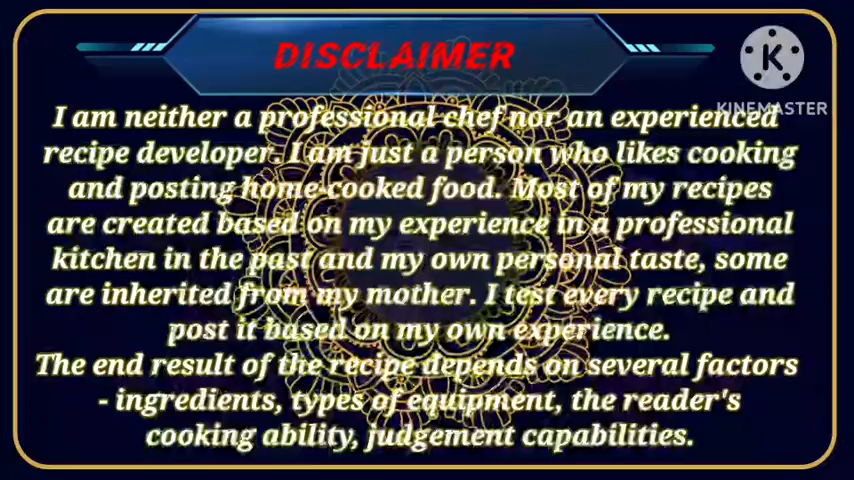 DISCLAIMER
KINEMASTER
I am neither a professional chef nor an experienced
recipe developer. I am just a person who likes cooking
and posting home-cooked food. Most of my recipes
are created based on my experience in a professional
kitchen in the past and my own personal taste, some
are inherited from my mother. I test every recipe and
post it based on my own experience.
The end result of the recipe depends on several factors
- ingredients, types of equipment, the reader's
cooking ability, judgement capabilities.